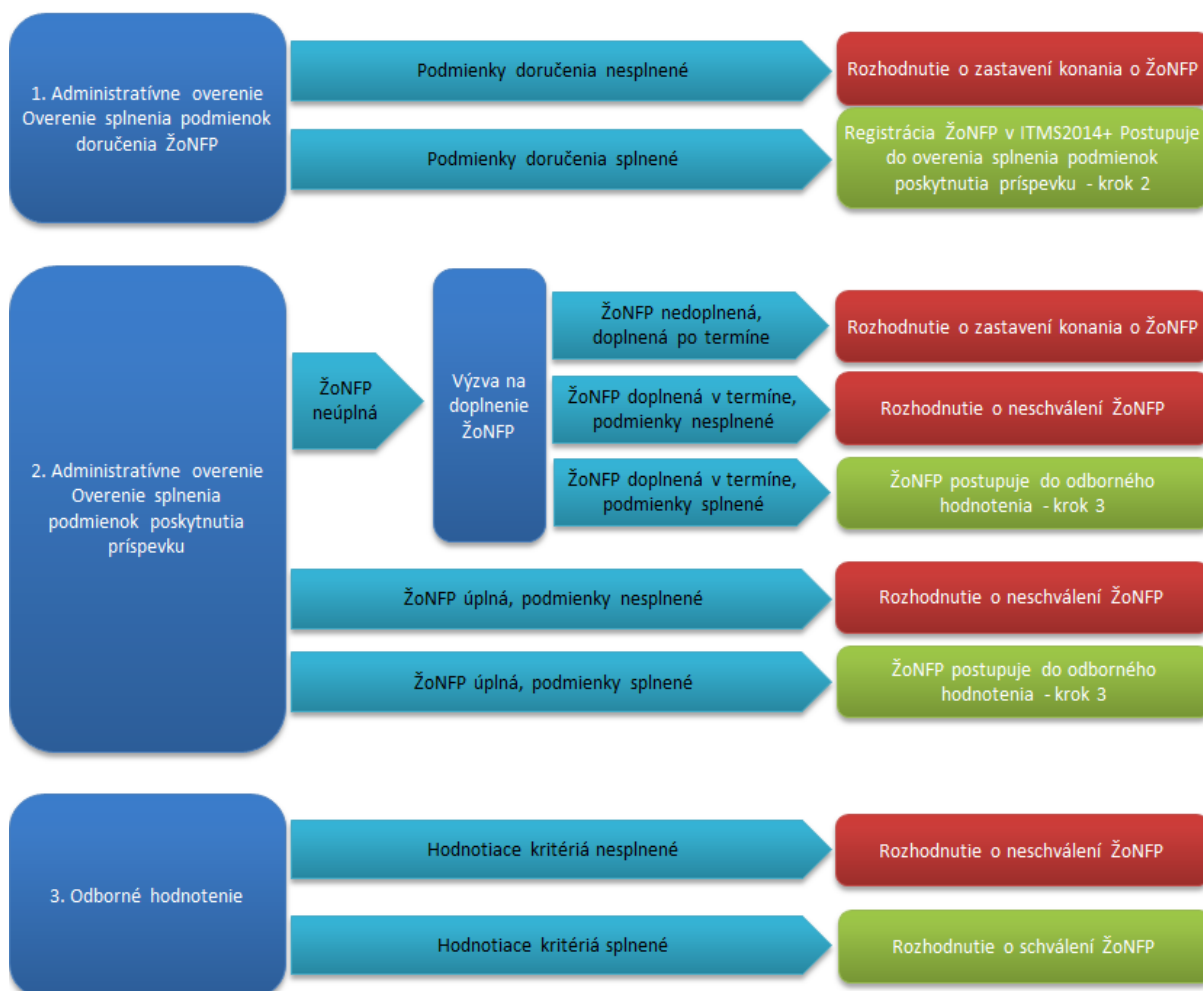 1. Administratívne overenie
Overenie splnenia podmienok
doručenia ŽoNFP
Podmienky doručenia nesplnené
Rozhodnutie o zastavení konania o ŽoNFP
Podmienky doručenia splnené
Registrácia ŽoNFP v ITMS2014+ Postupuje
do overenia splnenia podmienok
poskytnutia príspevku - krok 2
2. Administratívne overenie
Overenie splnenia
podmienok poskytnutia
príspevku
ŽoNFP
neúplná
Výzva na
doplnenie
ŽoNFP
ŽoNFP nedoplnená,
doplnená po termíne
Rozhodnutie o zastavení konania o ŽoNFP
ŽoNFP doplnená v termíne,
podmienky nesplnené
Rozhodnutie o neschválení ŽoNFP
ŽoNFP doplnená v termíne,
podmienky splnené
ŽoNFP postupuje do odborného
hodnotenia - krok 3
ŽoNFP úplná, podmienky nesplnené
Rozhodnutie o neschválení ŽoNFP
ŽoNFP úplná, podmienky splnené
ŽoNFP postupuje do odborného
hodnotenia - krok 3
3. Odborné hodnotenie
Hodnotiace kritériá nesplnené
Rozhodnutie o neschválení ŽoNFP
Hodnotiace kritériá splnené
Rozhodnutie o schválení ŽoNFP